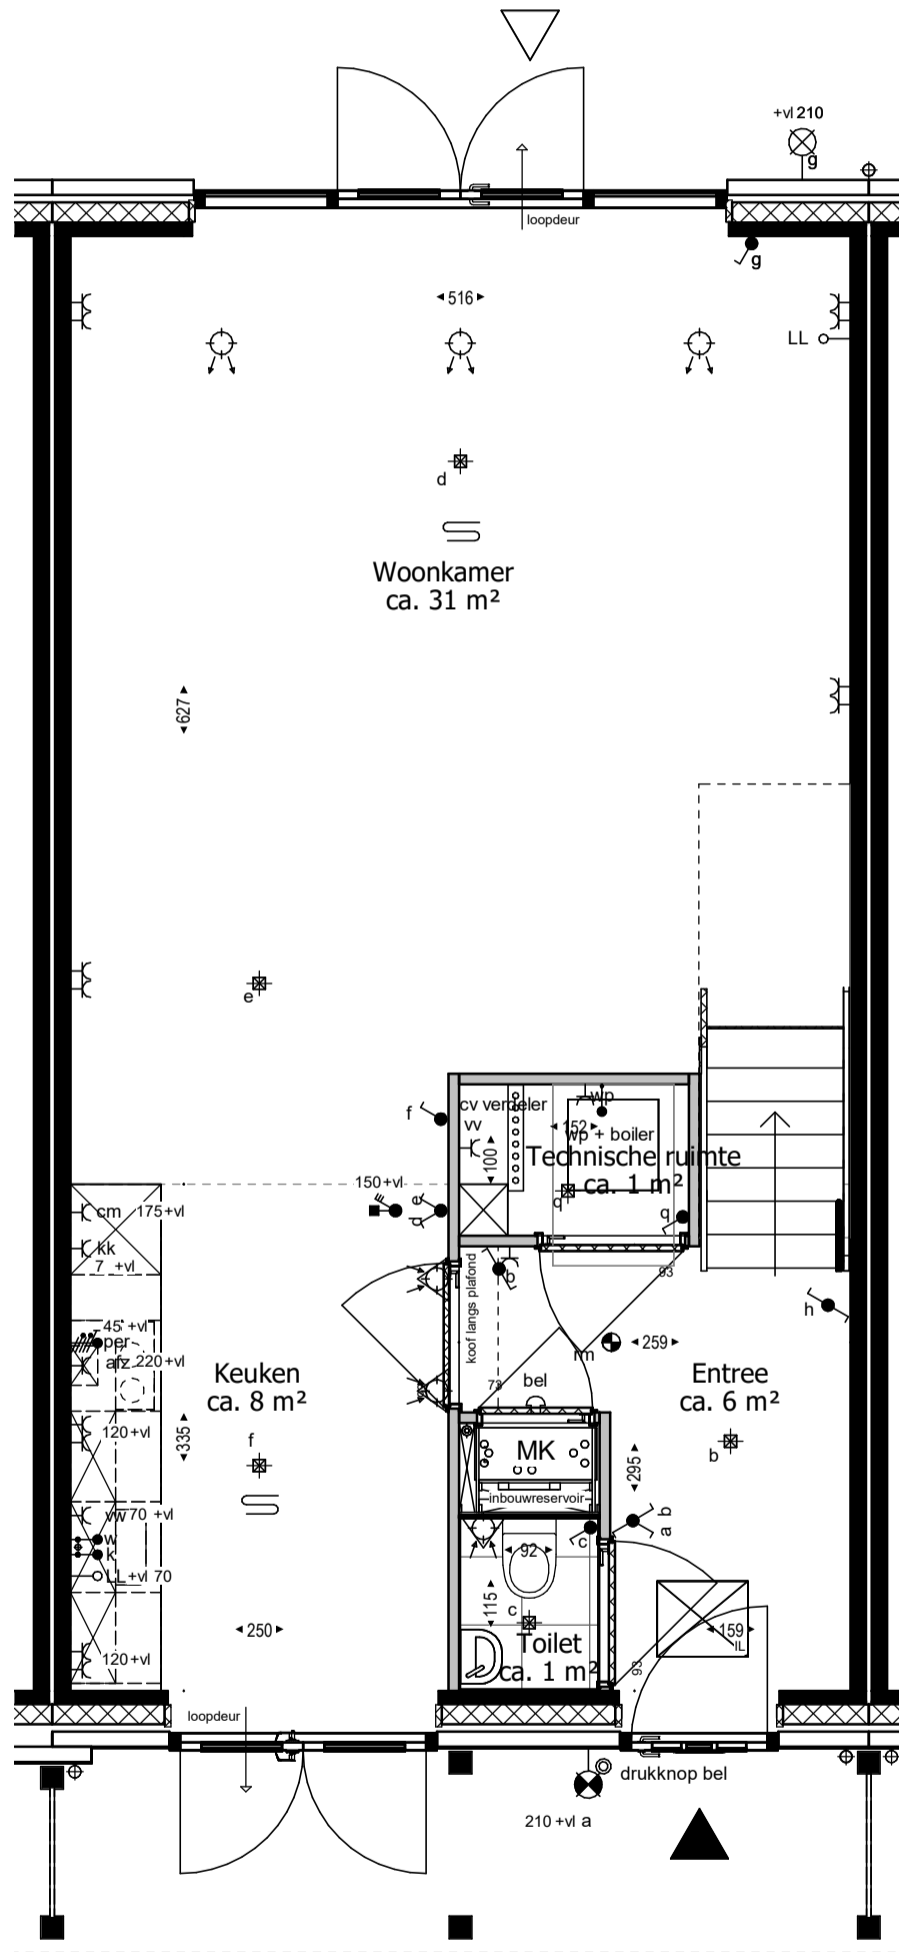 +vl 210
g
loopdeur
g
516
LL
d
Woonkamer
ca. 31 m²
627
e
f
cv verdeler
wp
vv
152
wp + boiler
100
Technische ruimte
ca. 1 m²
150+vl
q
e
d
q
cm 175+vl
kk
7 +vl
b
koof langs plafond
93
h
45 +vl
per
afz 220+vl
rm
259
Keuken
ca. 8 m²
73
bel
Entree
ca. 6 m²
120+vl
335
f
MK
b
295
inbouwreservoir
vw 70 +vl
w
k
LL +vl 70
b
a
c
92
115
c
250
Toilet
ca. 1 m²
159
IL
93
120+vl
loopdeur
drukknop bel
210 +vl a